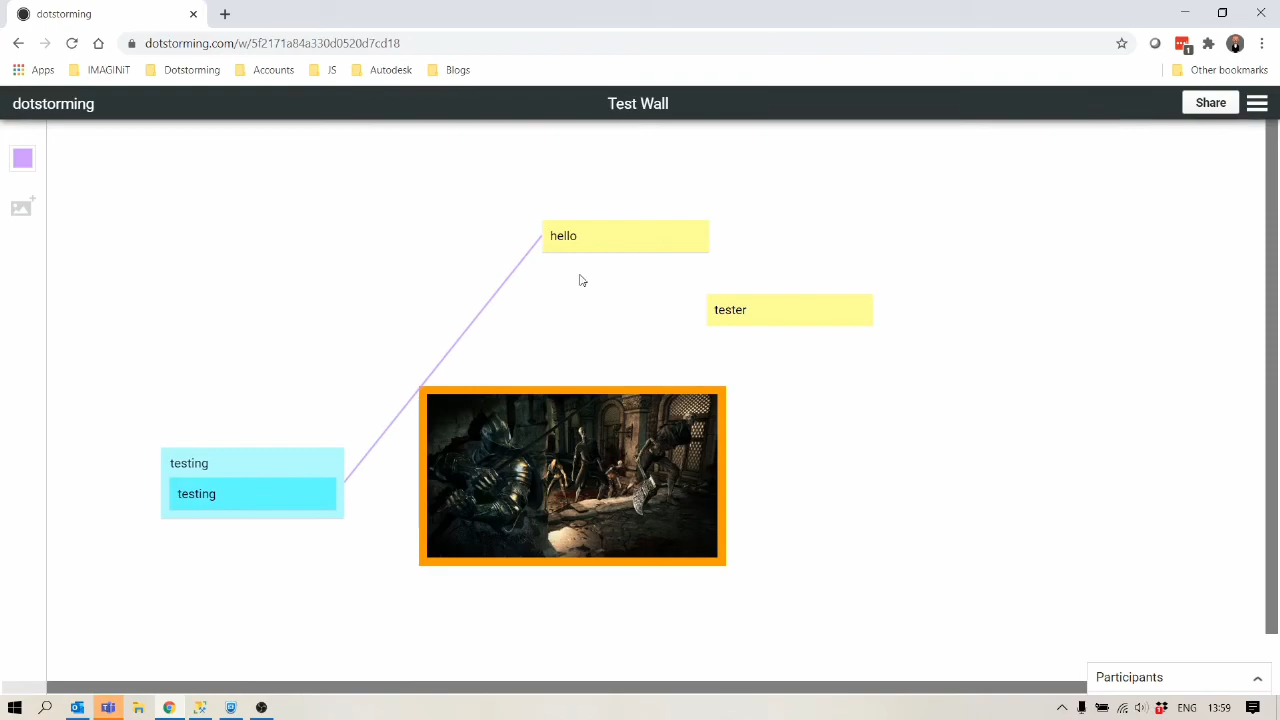 dotstorming
dotstorming.com/w/5f2171a84a330d0520d7cd18
1
Apps IMAGINiT Dotstorming Accounts JS Autodesk Blogs Other bookmarks
dotstorming Test Wall Share
hello
tester
testing
testing
Participants
ENG 13:59